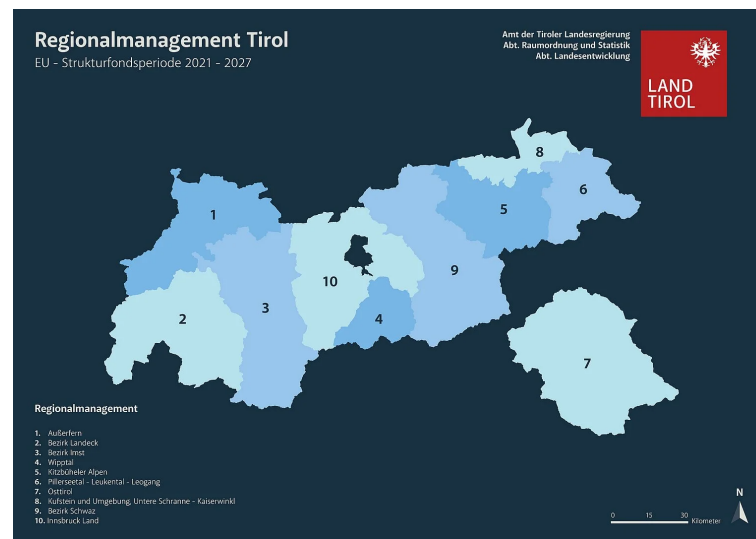 Regionalmanagement Tirol
EU - Strukturfondsperiode 2021 - 2027
Amt der Tiroler Landesregierung
Abt. Raumordnung und Statistik
Abt. Landesentwicklung
LAND
TIROL
8
6
1
5
9
10
3
2
4
7
Regionalmanagement
1. Außerfern
2. Bezirk Landeck
3. Bezirk Imst
4. Wipptal
5. Kitzbüheler Alpen
6. Pillerseetal - Leukental - Leogang
7. Osttirol
8. Kufstein und Umgebung, Untere Schranne - Kaiserwinkl
9. Bezirk Schwaz
10. Innsbruck Land
N
0 15 30
Kilometer